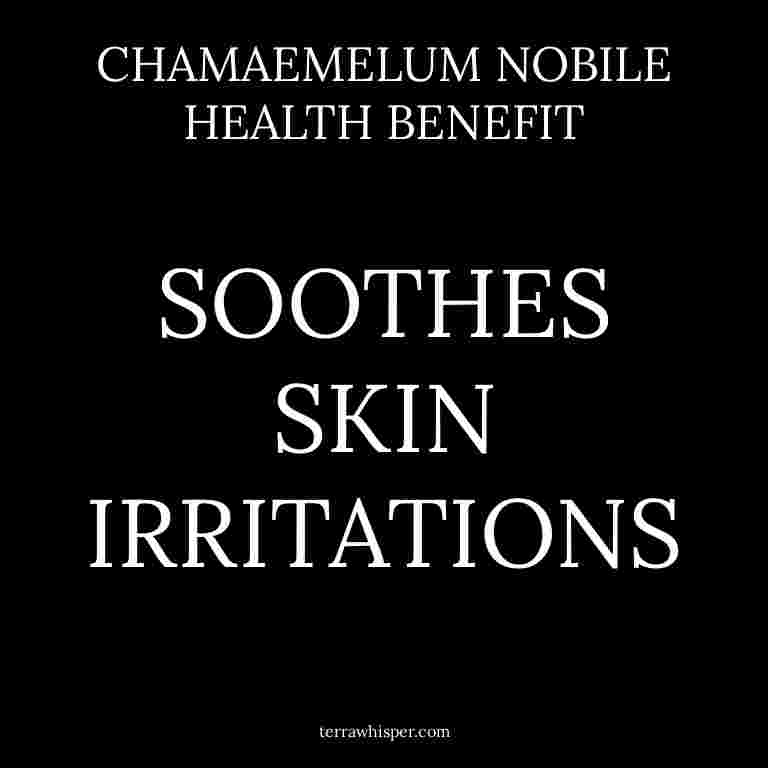 CHAMAEMELUM NOBILE
HEALTH BENEFIT
SOOTHES
SKIN
IRRITATIONS
terrawhisper.com